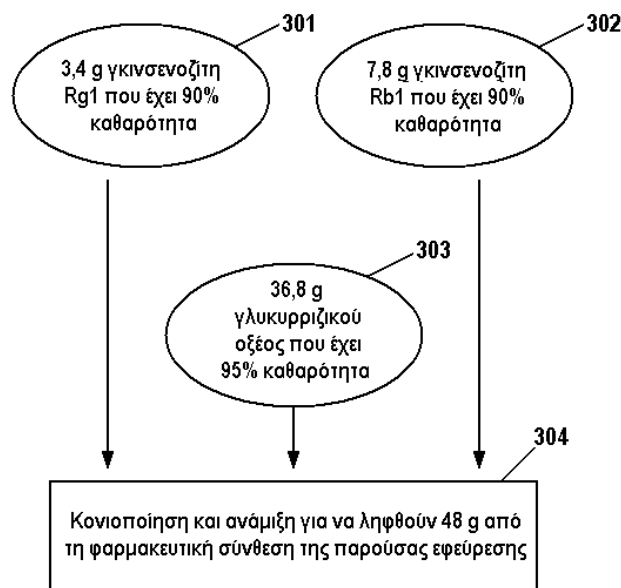 301
3,4 g γκινσενοζίτη
Rg1 που έχει 90%
καθαρότητα
302
7,8 g γκινσενοζίτη
Rb1 που έχει 90%
καθαρότητα
303
36,8 g
γλυκυρριζικού
οξέος που έχει
95% καθαρότητα
304
Κονιοποίηση και ανάμιξη για να ληφθούν 48 g από
τη φαρμακευτική σύνθεση της παρούσας εφεύρεσης